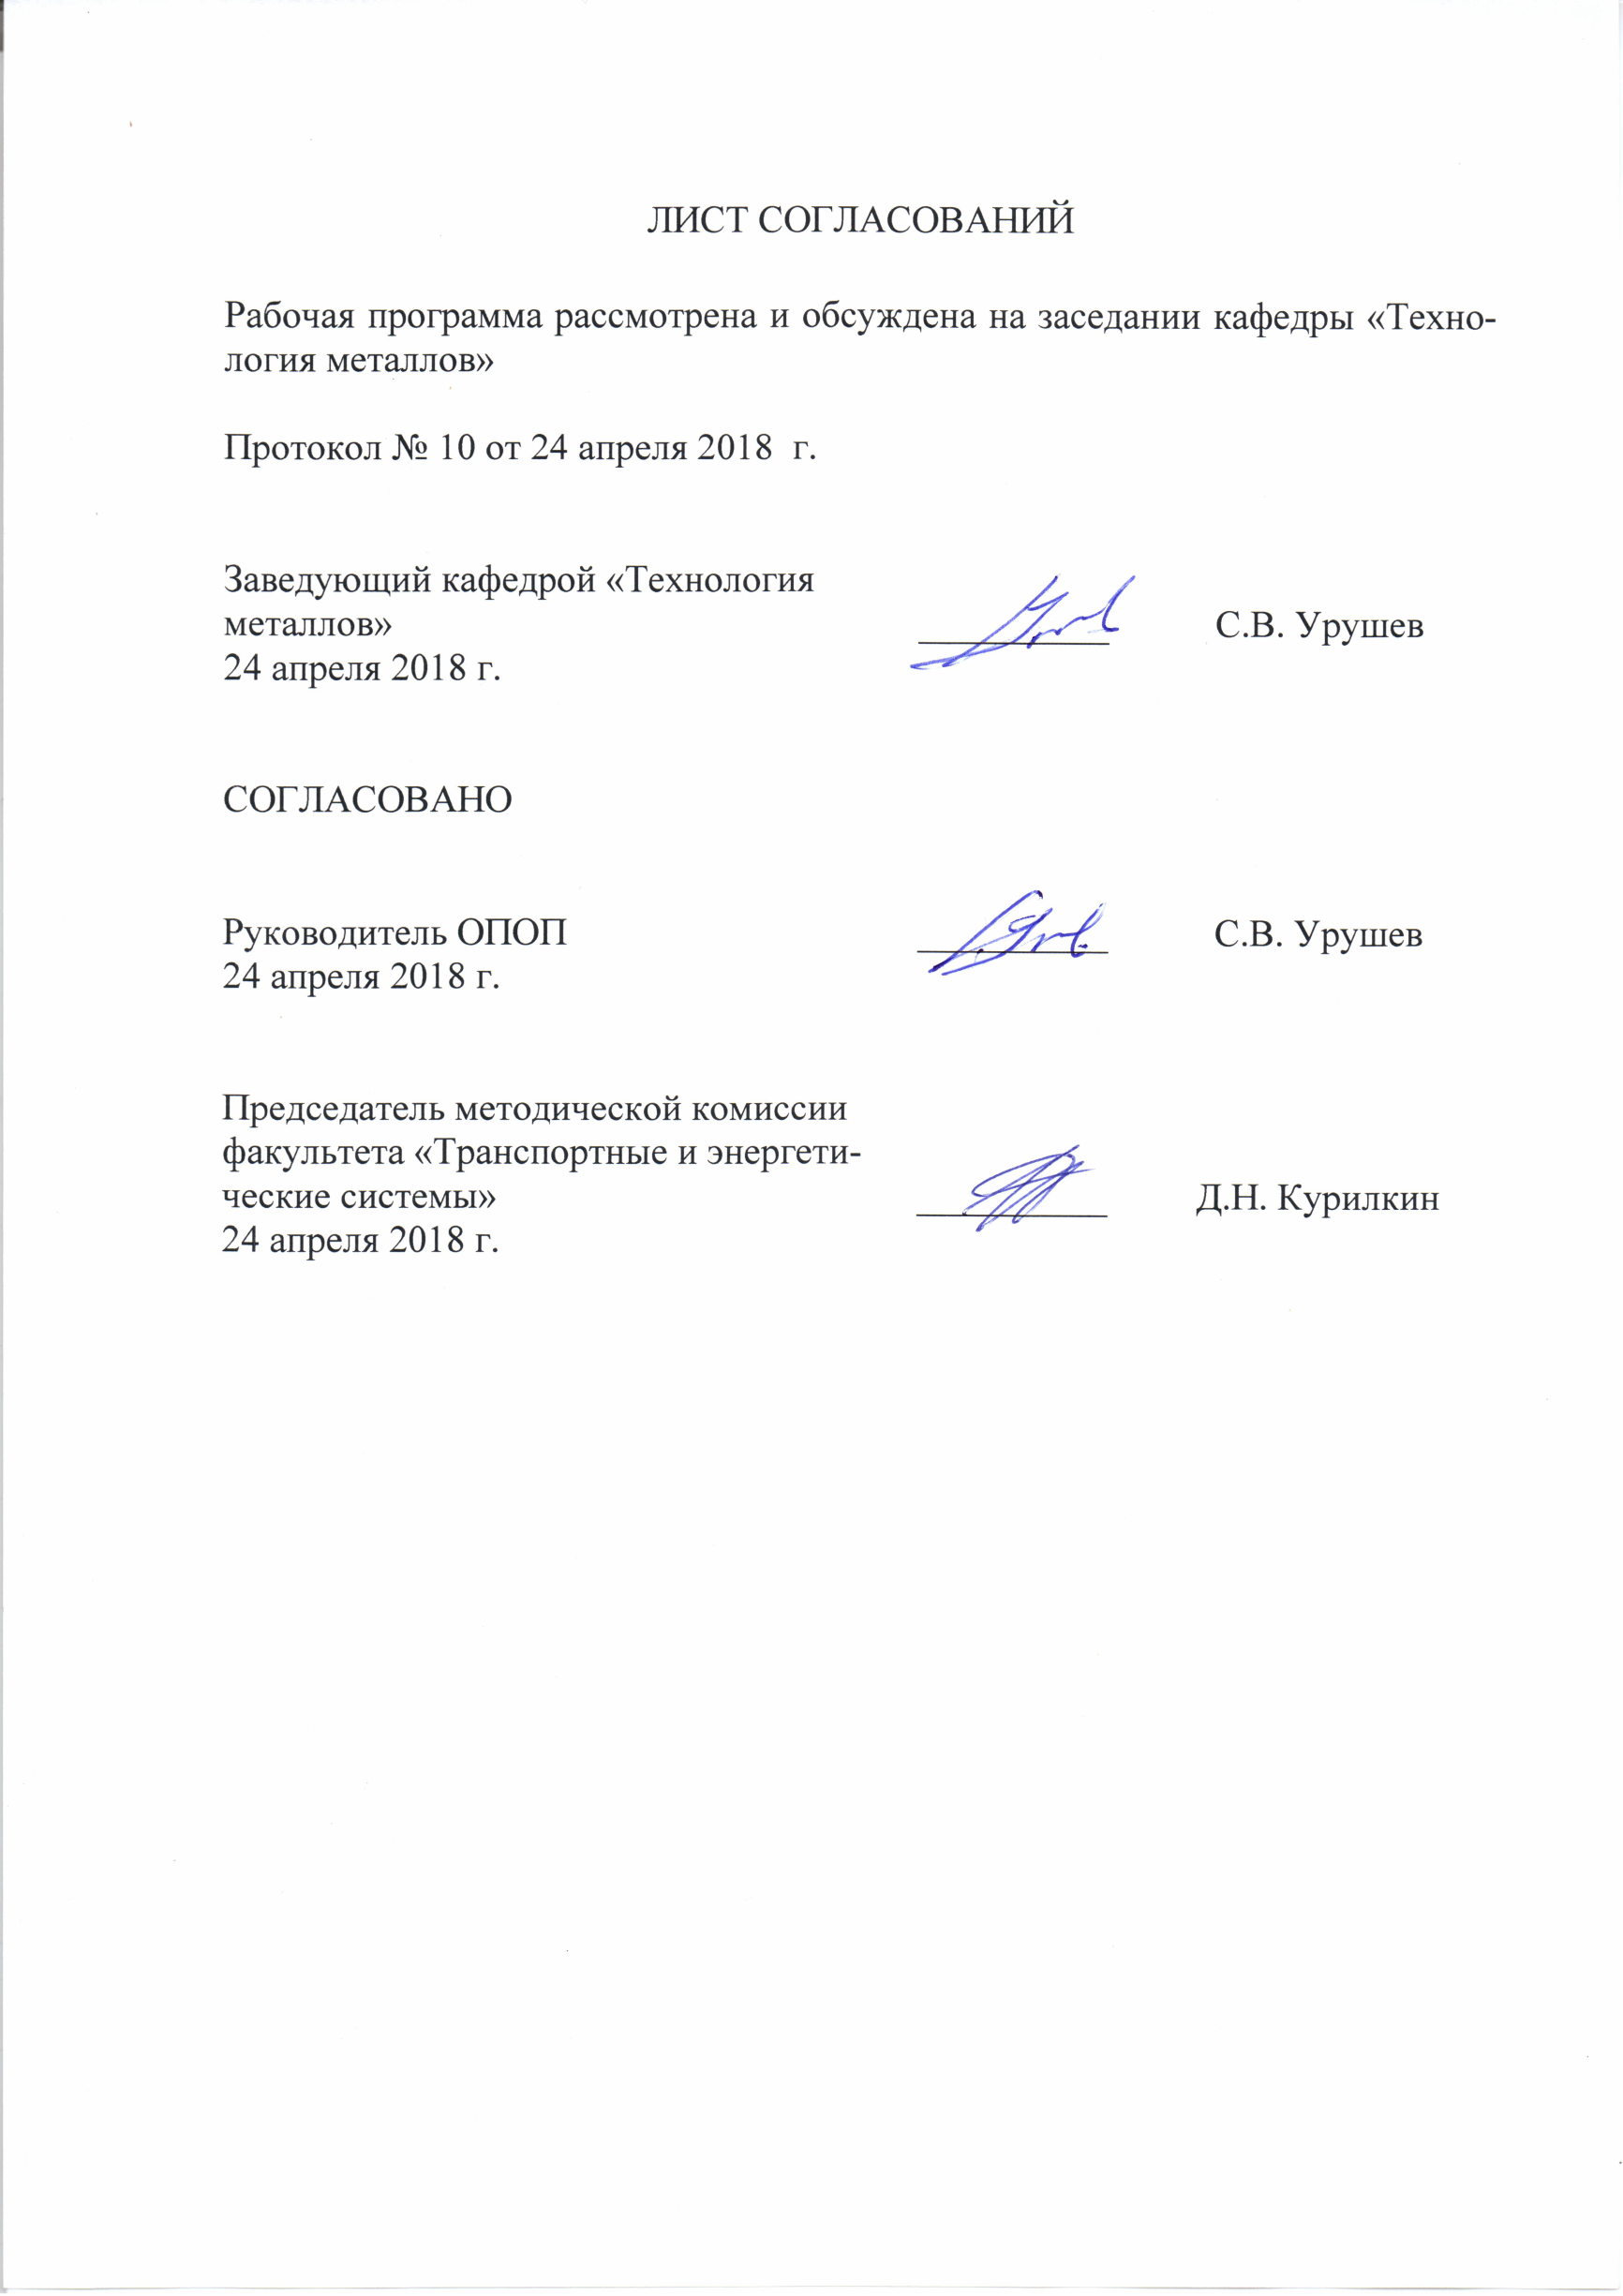 ЛИСТ СОГЛАСОВАНИЙ
Рабочая программа рассмотрена и обсуждена на заседании кафедры «Техно-
логия металлов»
Протокол № 10 от 24 апреля 2018 г.
Заведующий кафедрой «Технология
металлов» С.В. Урушев
24 апреля 2018 г.
СОГЛАСОВАНО
Руководитель ОПОП С.В. Урушев
24 апреля 2018 г.
Председатель методической комиссии
факультета «Транспортные и энергети-
ческие системы» Д.Н. Курилкин
24 апреля 2018 г.